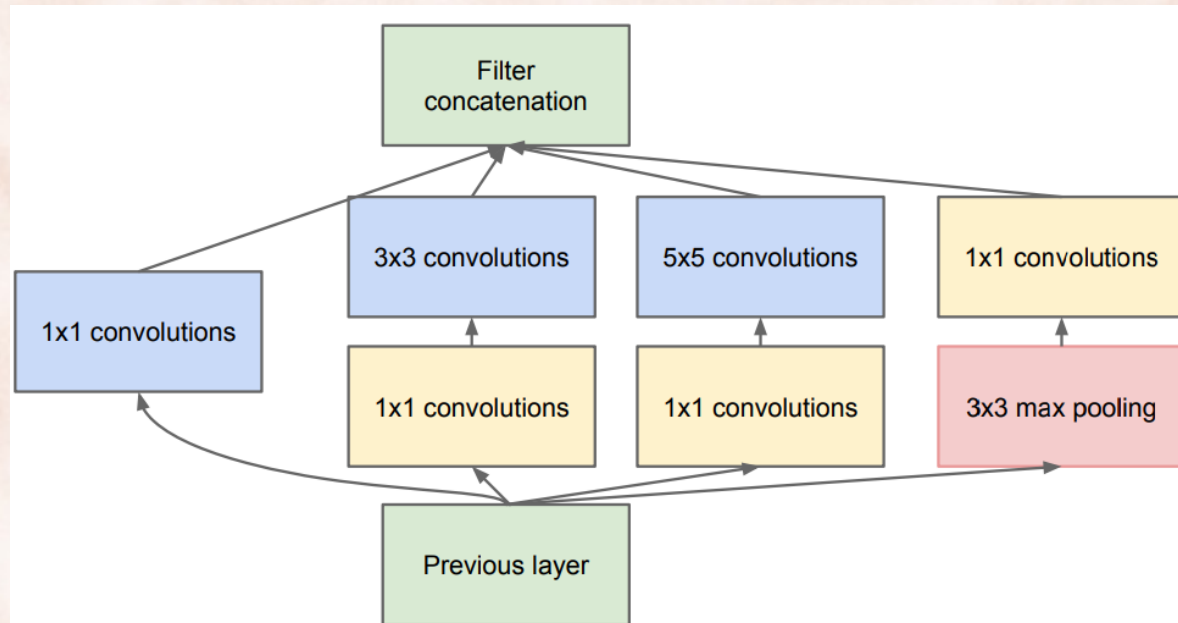 Filter
concatenation
3x3 convolutions
5x5 convolutions
1x1 convolutions
1x1 convolutions
1x1 convolutions
1x1 convolutions
3x3 max pooling
Previous layer